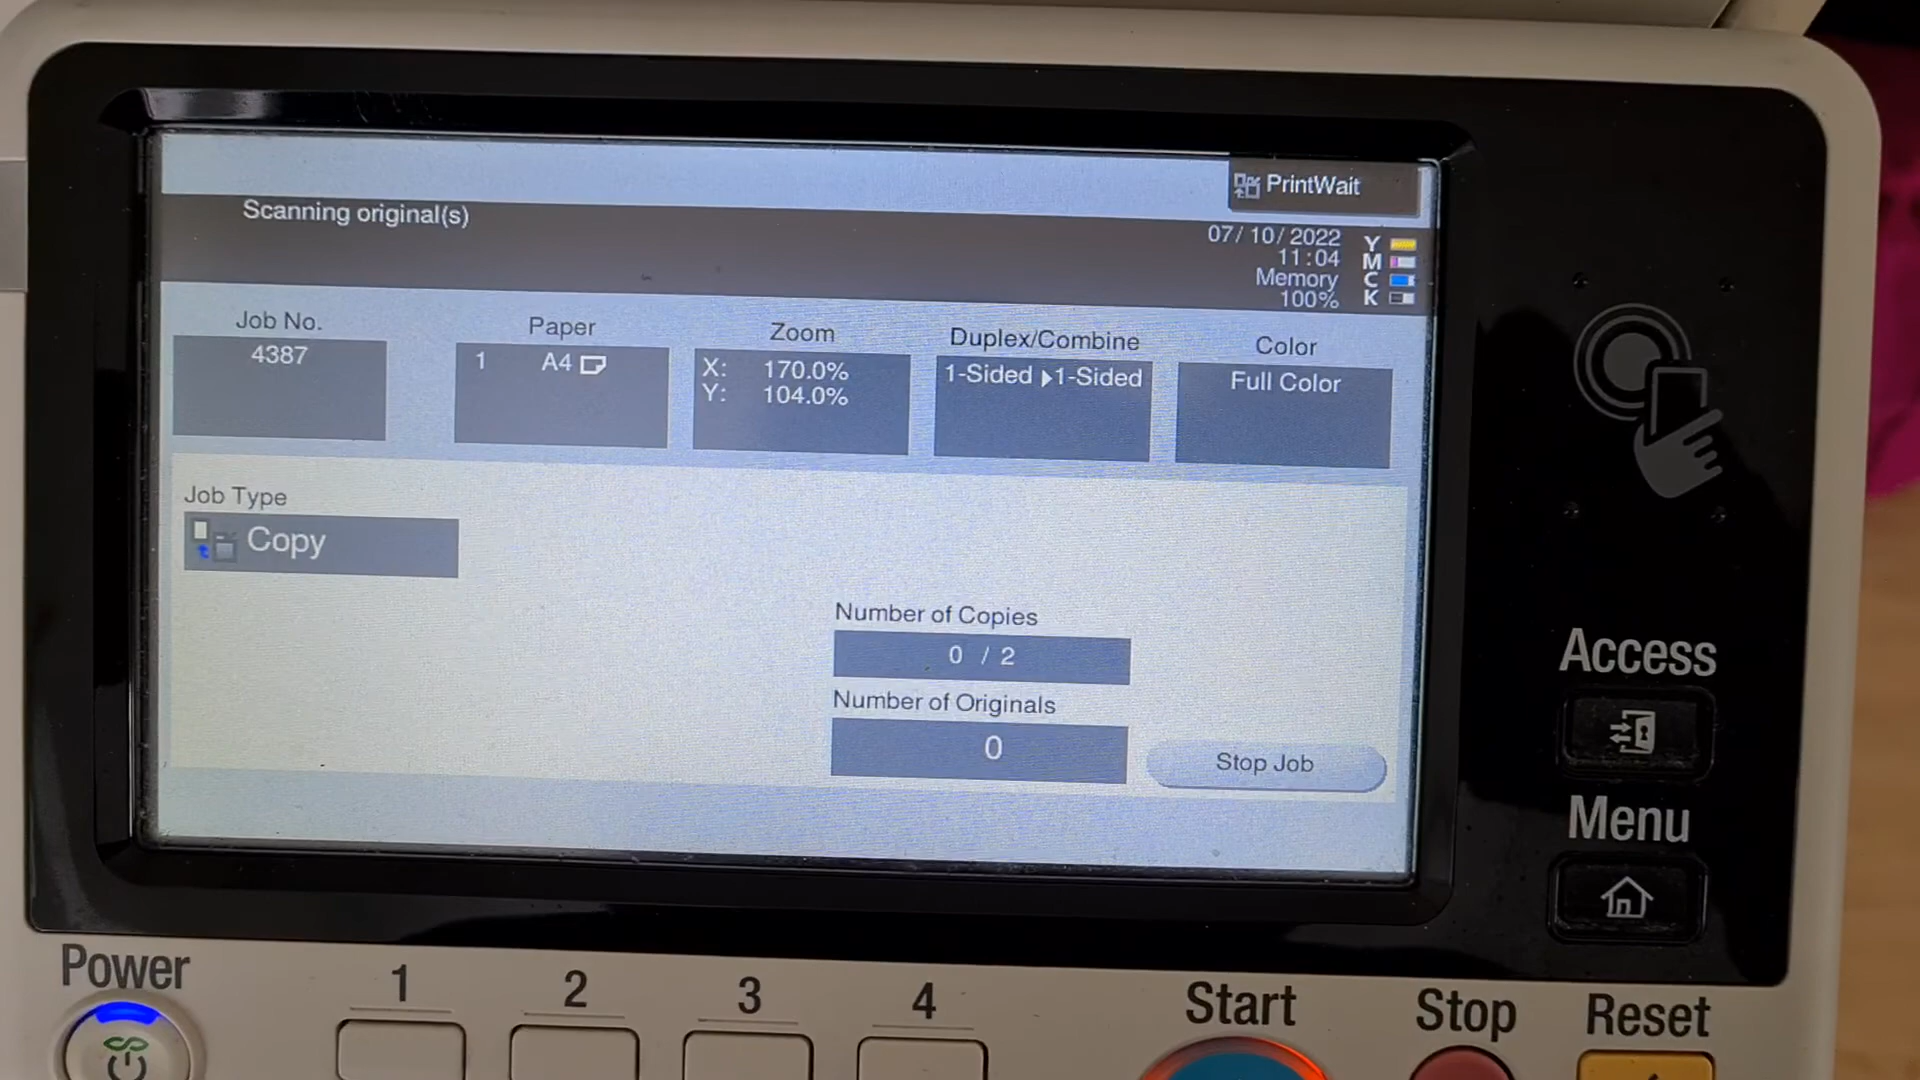 PrintWait
Scanning original(s)
07/10/2022
11:04
Memory
100%
Y
M
C
K
Job No.
4387
Paper
1 A4
Zoom
X: 170.0%
Y: 104.0%
Duplex/Combine
1-Sided ▶1-Sided
Color
Full Color
Job Type
Copy
Number of Copies
0 / 2
Number of Originals
0
Stop Job
Access
Menu
Power
1
2
3
4
Start
Stop
Reset